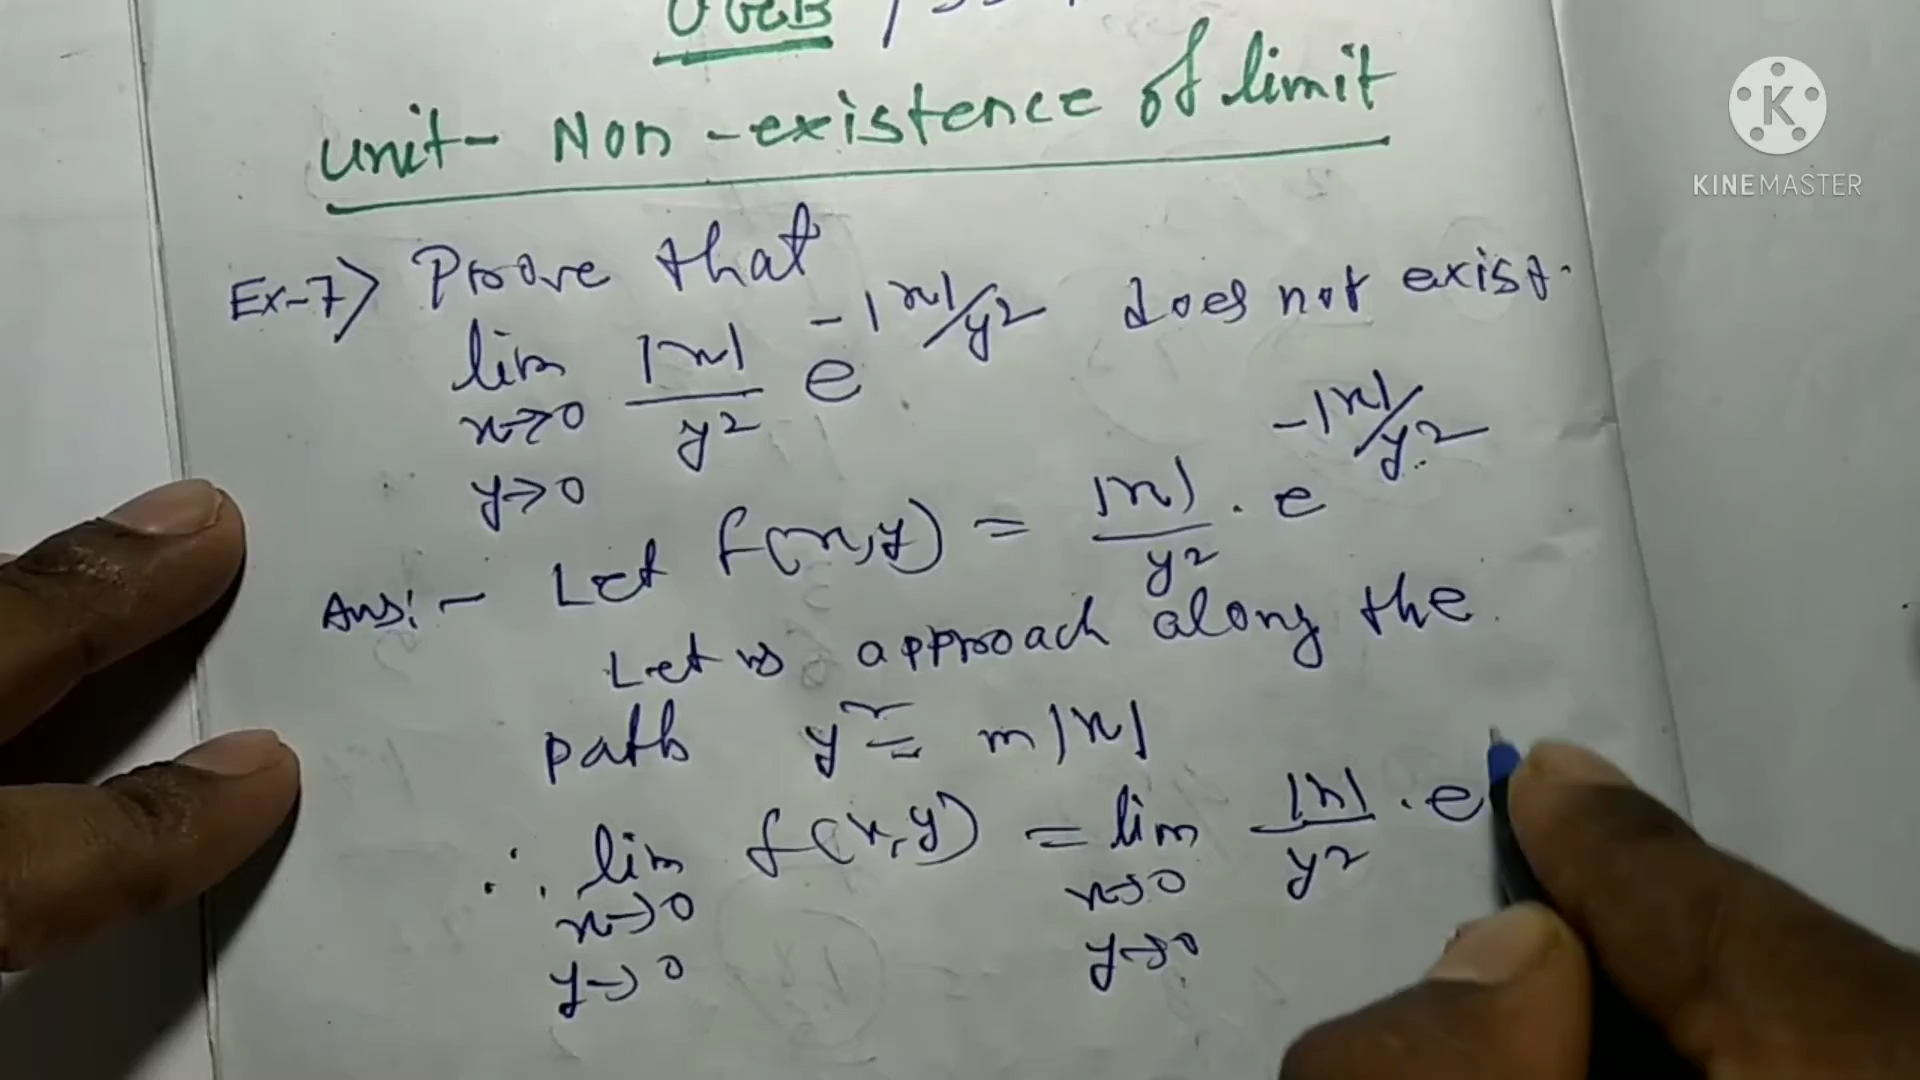 Unit- Non-existence of limit
KINEMASTER
Ex-7) Prove that
lim x→0 y→0 |x|/y² e^(-|x|/y²) does not exist.
Ans:- Let f(x,y) = |x|/y² . e^(-|x|/y²)
Let us approach along the
path y² = m|x|
∴ lim x→0 y→0 f(x,y) = lim x→0 y→0 |x|/y² . e